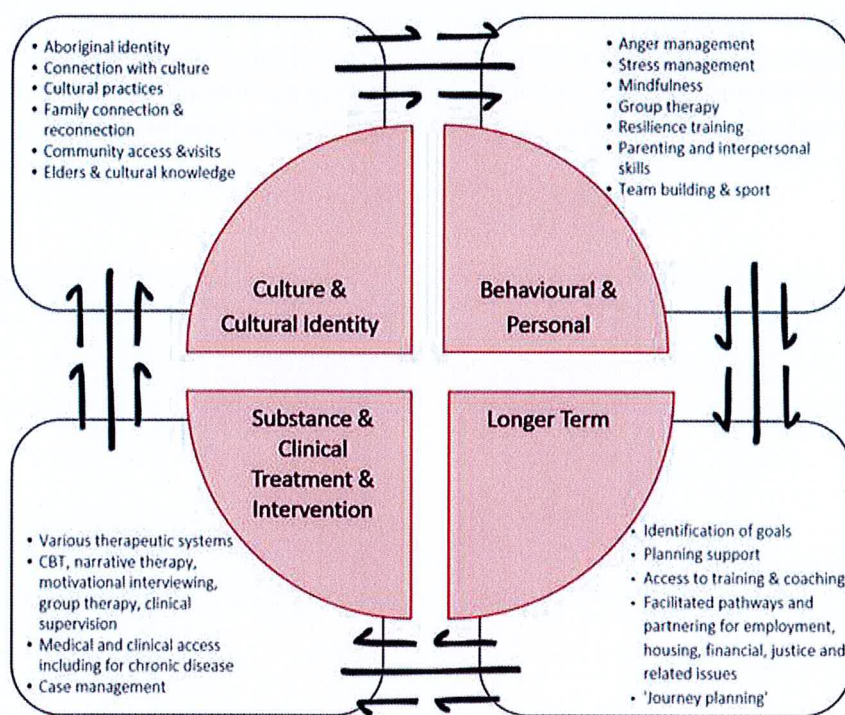 • Aboriginal identity
• Connection with culture
• Cultural practices
• Family connection &
reconnection
• Community access &visits
• Elders & cultural knowledge
• Anger management
• Stress management
• Mindfulness
• Group therapy
• Resilience training
• Parenting and interpersonal
skills
• Team building & sport
Culture &
Cultural Identity
Behavioural &
Personal
Substance &
Clinical
Treatment &
Intervention
Longer Term
• Various therapeutic systems
• CBT, narrative therapy,
motivational interviewing,
group therapy, clinical
supervision
• Medical and clinical access
including for chronic disease
• Case management
• Identification of goals
• Planning support
• Access to training & coaching
• Facilitated pathways and
partnering for employment,
housing, financial, justice and
related issues
• 'Journey planning'